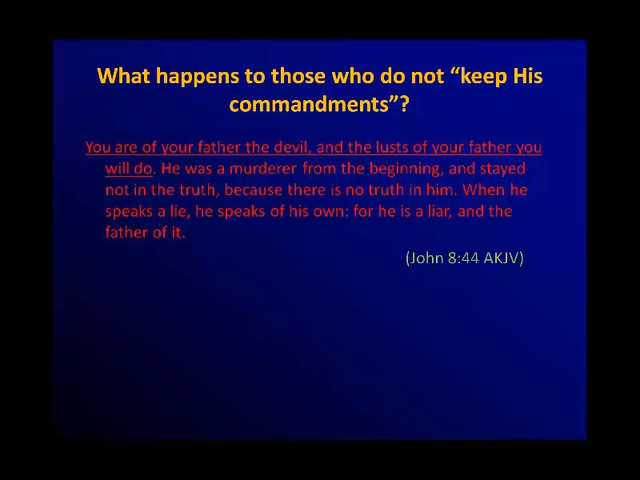 What happens to those who do not “keep His
commandments”?
You are of your father the devil, and the lusts of your father you
will do. He was a murderer from the beginning, and stayed
not in the truth, because there is no truth in him. When he
speaks a lie, he speaks of his own: for he is a liar, and the
father of it.
(John 8:44 AKJV)